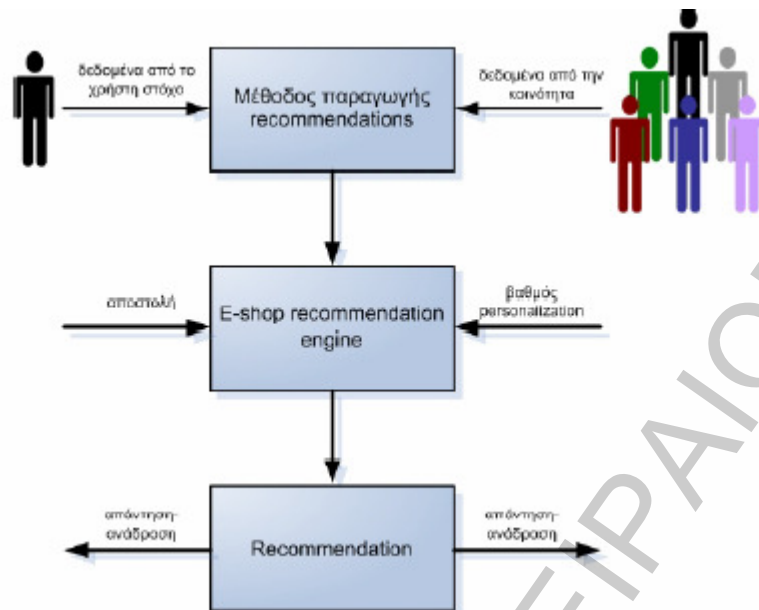 δεδομένα από το
χρήστη στόχο
Μέθοδος παραγωγής
recommendations
δεδομένα από την
κοινότητα
αποστολή
E-shop recommendation
engine
βαθμός
personalization
απάντηση-
ανάδραση
Recommendation
απάντηση-
ανάδραση
ΕΙΡΑΙΟ